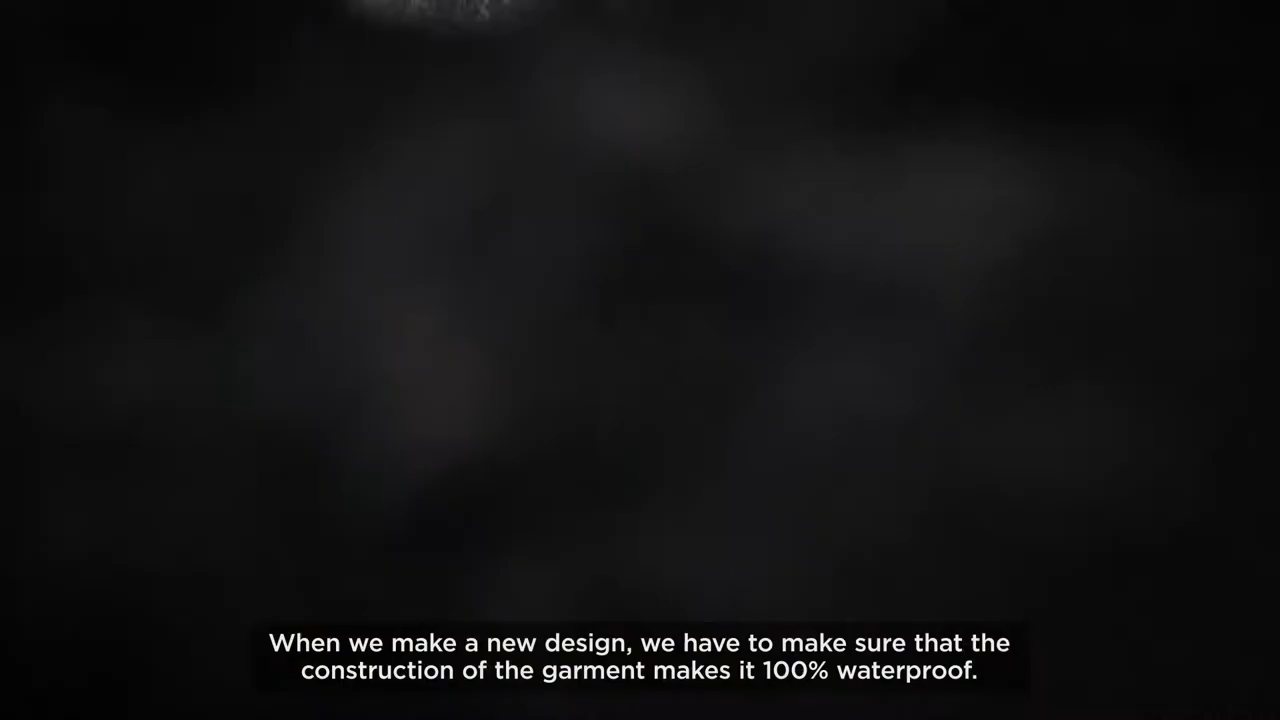 When we make a new design, we have to make sure that the
construction of the garment makes it 100% waterproof.